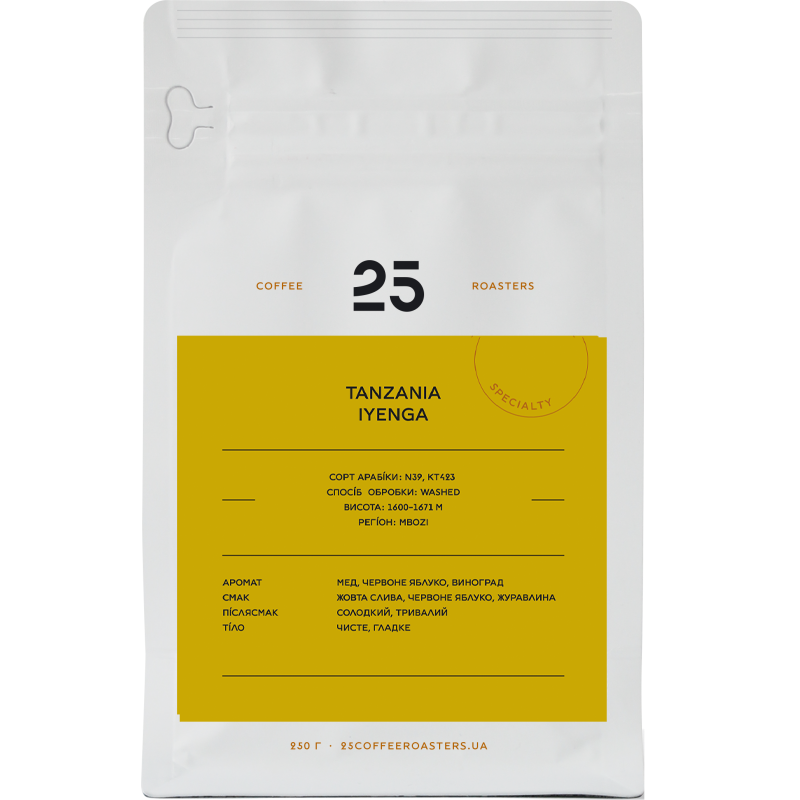 COFFEE 25 ROASTERS
SPECIALTY
TANZANIA
IYENGA
СОРТ АРАБІКИ: N39, KT423
СПОСІБ ОБРОБКИ: WASHED
ВИСОТА: 1600–1671 М
РЕГІОН: MBOZI
АРОМАТ МЕД, ЧЕРВОНЕ ЯБЛУКО, ВИНОГРАД
СМАК ЖОВТА СЛИВА, ЧЕРВОНЕ ЯБЛУКО, ЖУРАВЛИНА
ПІСЛЯСМАК СОЛОДКИЙ, ТРИВАЛИЙ
ТІЛО ЧИСТЕ, ГЛАДКЕ
250 Г · 25COFFEEROASTERS.UA